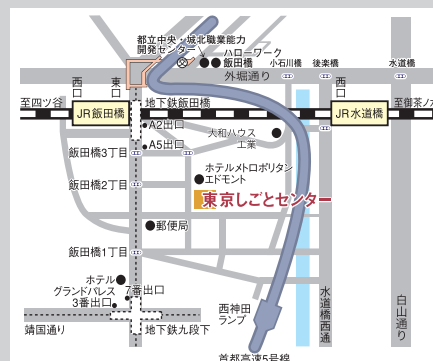 都立中央・城北職業能力
開発センター
ハローワーク
飯田橋
小石川橋
後楽橋
水道橋
外堀通り
西口
東口
西口
至四ツ谷
JR飯田橋
地下鉄飯田橋
JR水道橋
至御茶ノ水
A2出口
A5出口
大和ハウス
工業
飯田橋3丁目
ホテルメトロポリタン
エドモント
飯田橋2丁目
東京しごとセンター
郵便局
飯田橋1丁目
ホテル
グランドパレス
7番出口
3番出口
西神田
ランプ
水道橋西通
白山通り
靖国通り
地下鉄九段下
首都高速5号線